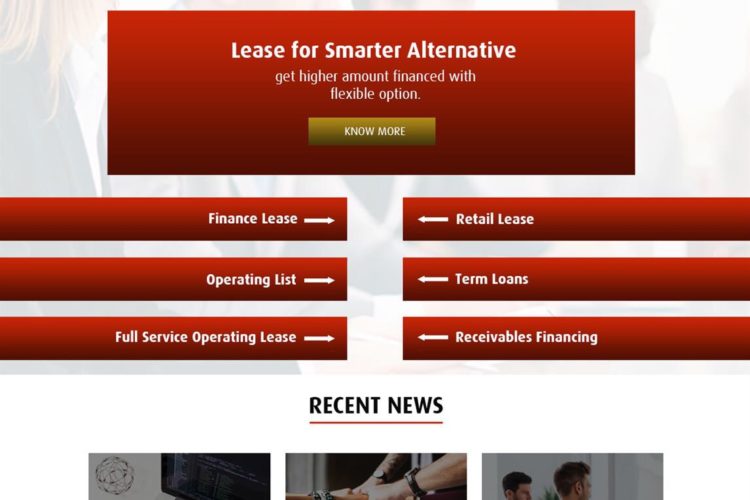 Lease for Smarter Alternative
get higher amount financed with
flexible option.
KNOW MORE
Finance Lease
Retail Lease
Operating List
Term Loans
Full Service Operating Lease
Receivables Financing
RECENT NEWS